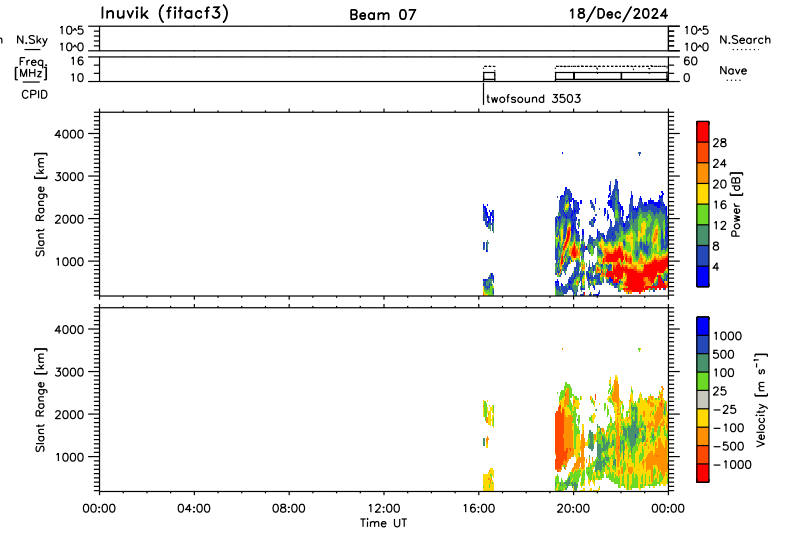 Inuvik (fitacf3) Beam 07 18/Dec/2024
n N.Sky 10^5 10^5 N.Search
10^0 10^0
Freq. 16 60 Nave
[MHz] 10 0
CPID
twofsound 3503
4000
3000
2000
1000
Slant Range [km]
28
24
20
16
12
8
4
Power [dB]
4000
3000
2000
1000
Slant Range [km]
1000
500
100
25
-25
-100
-500
-1000
Velocity [m s⁻¹]
00:00 04:00 08:00 12:00 16:00 20:00 00:00
Time UT